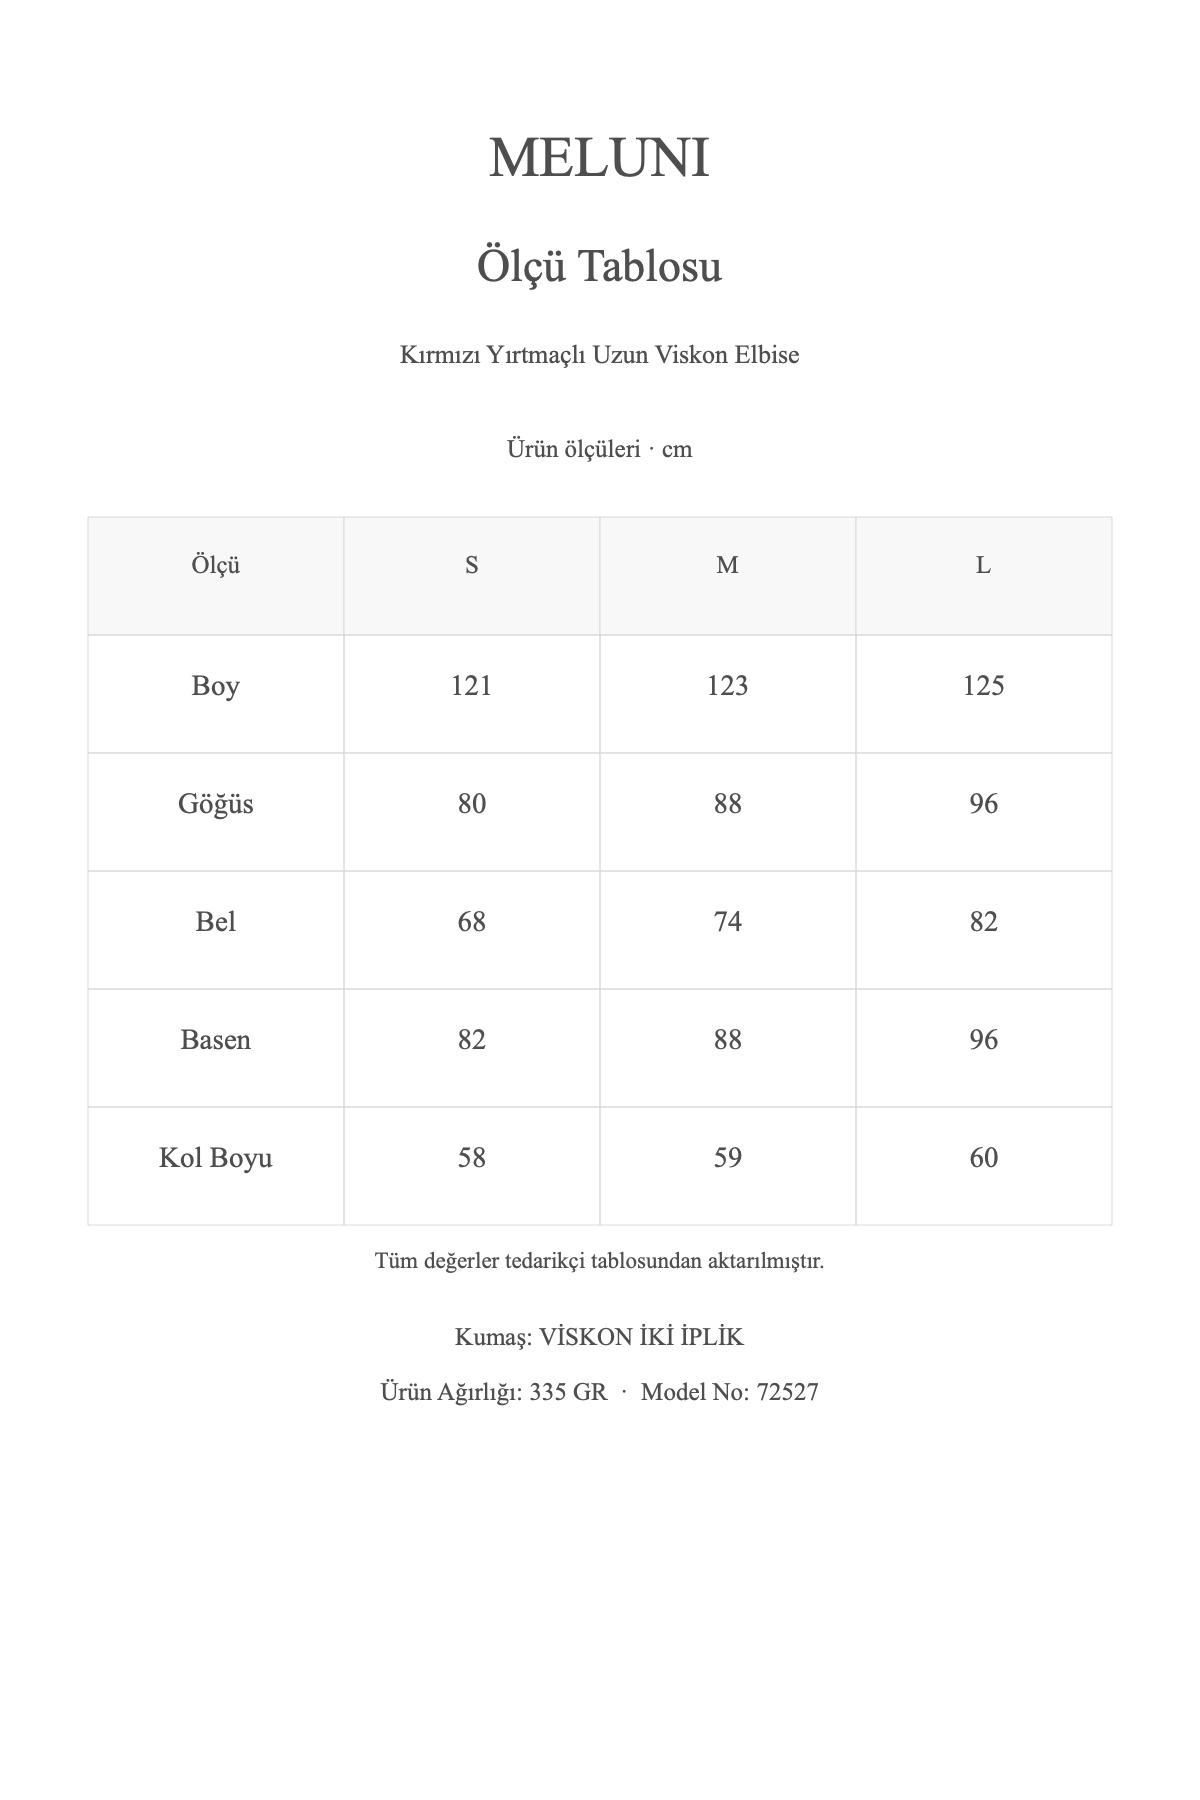 MELUNI
Ölçü Tablosu
Kırmızı Yırtmaçlı Uzun Viskon Elbise
Ürün ölçüleri · cm
Ölçü S M L
Boy 121 123 125
Göğüs 80 88 96
Bel 68 74 82
Basen 82 88 96
Kol Boyu 58 59 60
Tüm değerler tedarikçi tablosundan aktarılmıştır.
Kumaş: VİSKON İKİ İPLİK
Ürün Ağırlığı: 335 GR · Model No: 72527